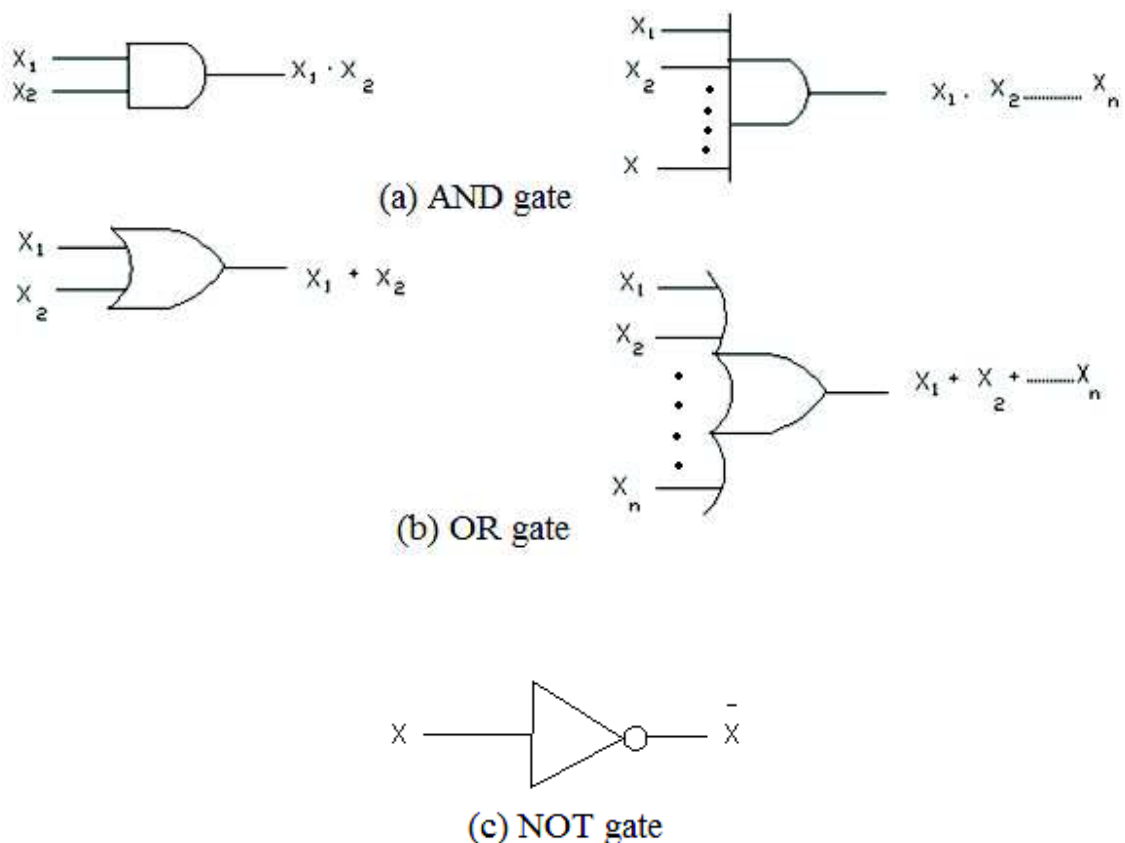 X₁
X₂
X₁ · X₂
X₁
X₂
X
X₁ . X₂ ......... Xₙ
(a) AND gate
X₁
X₂
X₁ + X₂
X₁
X₂
Xₙ
X₁ + X₂ + .........Xₙ
(b) OR gate
X
X̄
(c) NOT gate